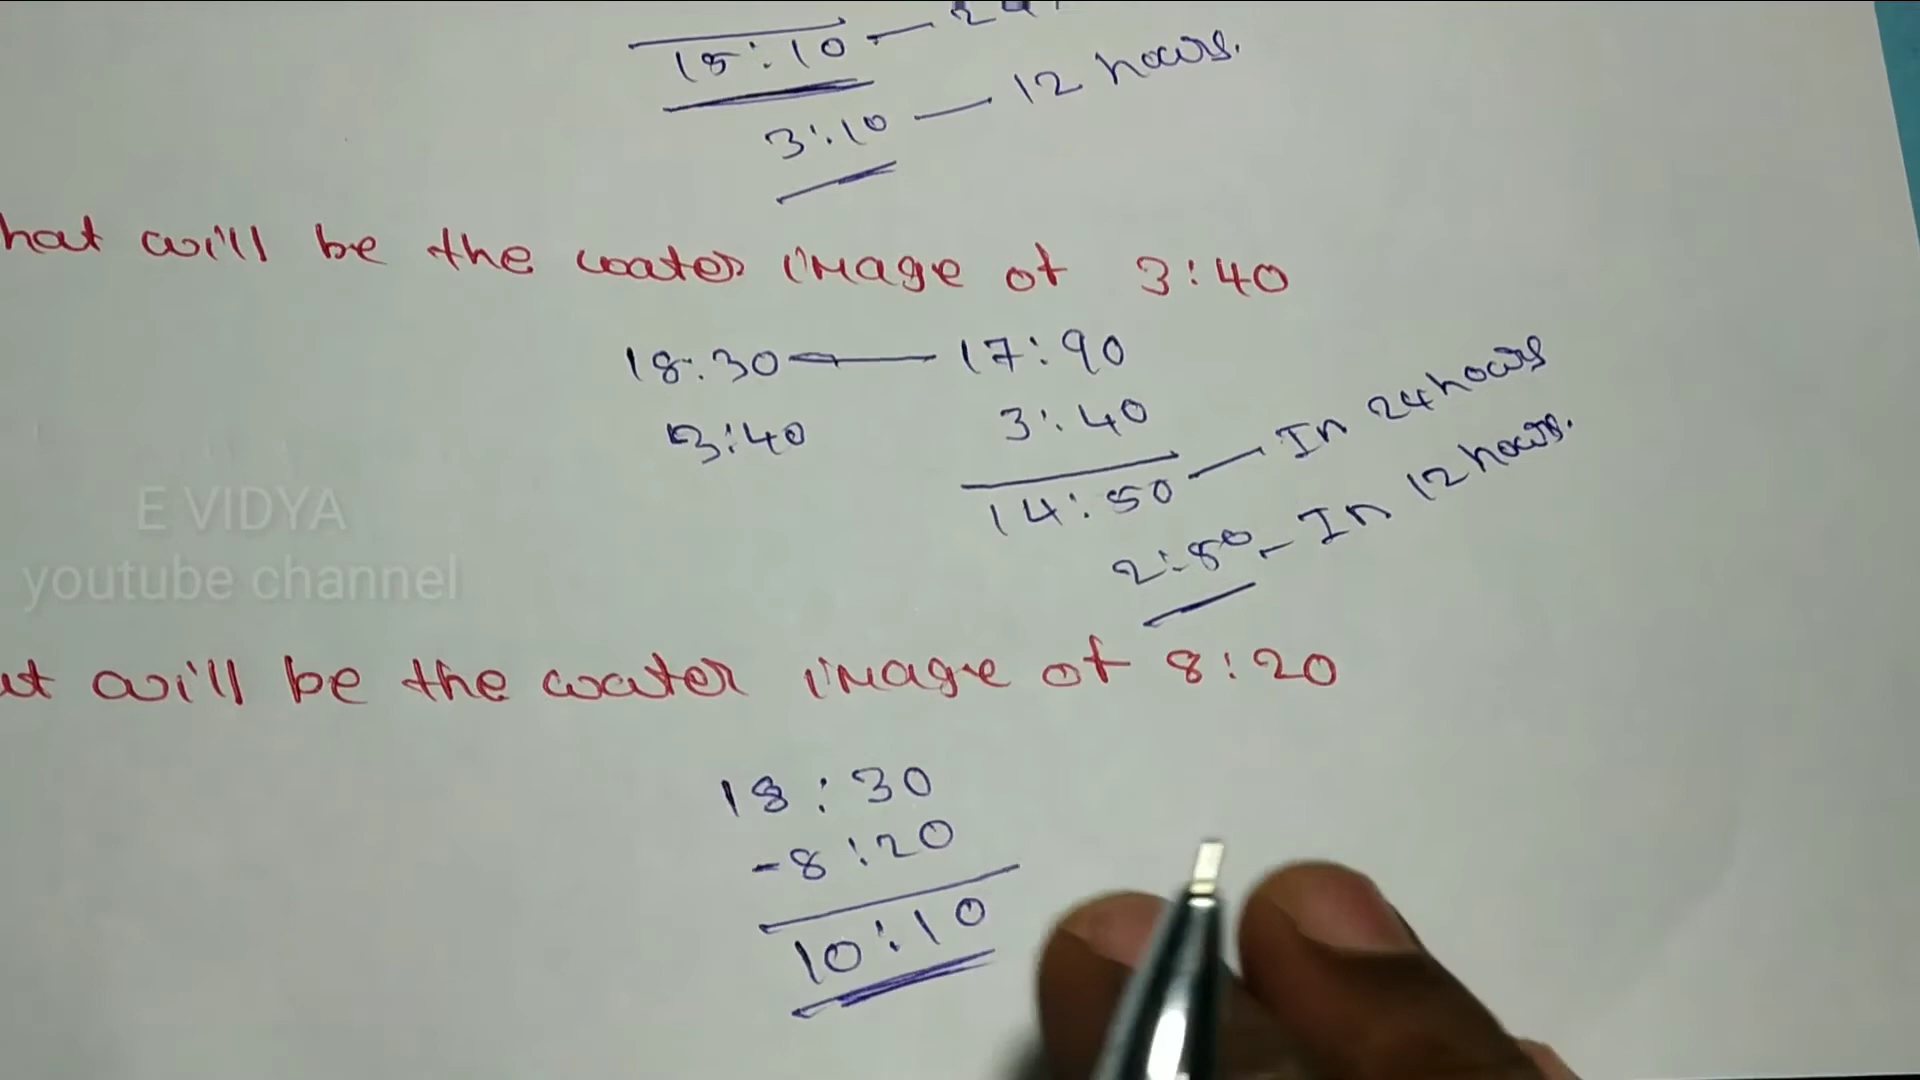 15:10 —
3:10 — 12 hours.
hat will be the water image of 3:40
18:30 — 17:90
3:40 3:40
14:50 — In 24 hours
2:50 — In 12 hours.
E VIDYA
youtube channel
at will be the water image of 8:20
18:30
-8:20
10:10